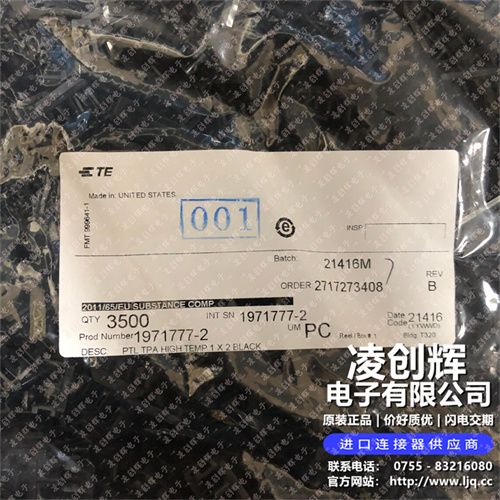 TE
Made in: UNITED STATES
FMT 999641-1
001
e
INSP
Batch: 21416M
ORDER 2717273408
REV
B
2011/65/EU SUBSTANCE COMP
QTY 3500 INT SN 1971777-2 UM PC
Date Code 21416
(YYWWD)
Prod Number 1971777-2
Bldg. T320
DESC: PTL TPA HIGH TEMP 1 X 2 BLACK
凌创辉
电子有限公司
原装正品 | 价好质优 | 闪电交期
进口连接器供应商
联系电话: 0755 - 83216080
官方网站: http://www.ljq.cc